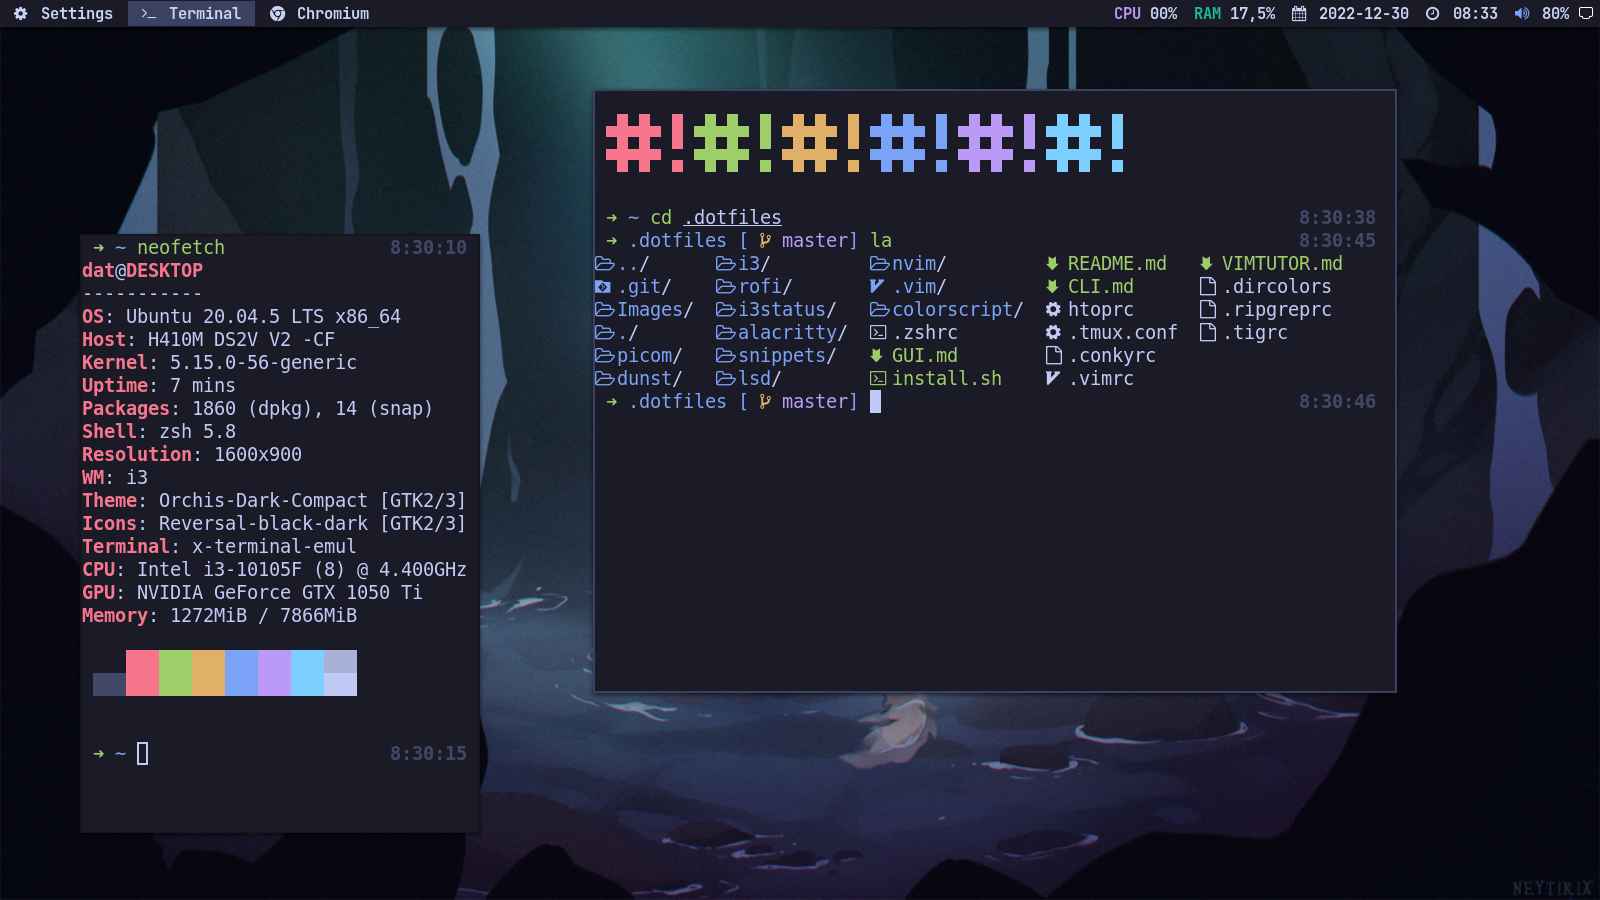 Settings Terminal Chromium CPU 00% RAM 17,5% 2022-12-30 08:33 80%
#!#!#!#!#!#!
➜ ~ cd .dotfiles 8:30:38
➜ .dotfiles [ master] la 8:30:45
../ i3/ nvim/ README.md VIMTUTOR.md
.git/ rofi/ .vim/ CLI.md .dircolors
Images/ i3status/ colorscript/ htoprc .ripgreprc
./ alacritty/ .zshrc .tmux.conf .tigrc
picom/ snippets/ GUI.md .conkyrc
dunst/ lsd/ install.sh .vimrc
➜ .dotfiles [ master] 8:30:46
➜ ~ neofetch 8:30:10
dat@DESKTOP
-----------
OS: Ubuntu 20.04.5 LTS x86_64
Host: H410M DS2V V2 -CF
Kernel: 5.15.0-56-generic
Uptime: 7 mins
Packages: 1860 (dpkg), 14 (snap)
Shell: zsh 5.8
Resolution: 1600x900
WM: i3
Theme: Orchis-Dark-Compact [GTK2/3]
Icons: Reversal-black-dark [GTK2/3]
Terminal: x-terminal-emul
CPU: Intel i3-10105F (8) @ 4.400GHz
GPU: NVIDIA GeForce GTX 1050 Ti
Memory: 1272MiB / 7866MiB
➜ ~ 8:30:15
NEYTIRIX